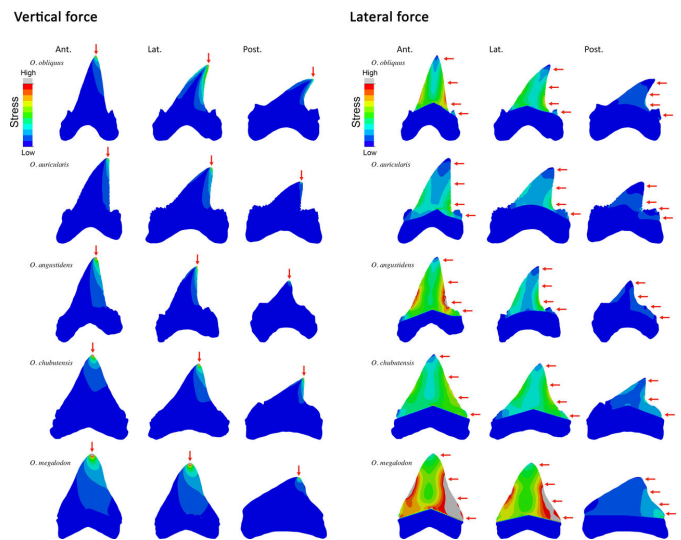 Vertical force
Lateral force
Ant.
Lat.
Post.
Ant.
Lat.
Post.
O. obliquus
High
Stress
Low
O. obliquus
High
Stress
Low
O. auricularis
O. auricularis
O. angustidens
O. angustidens
O. chubutensis
O. chubutensis
O. megalodon
O. megalodon